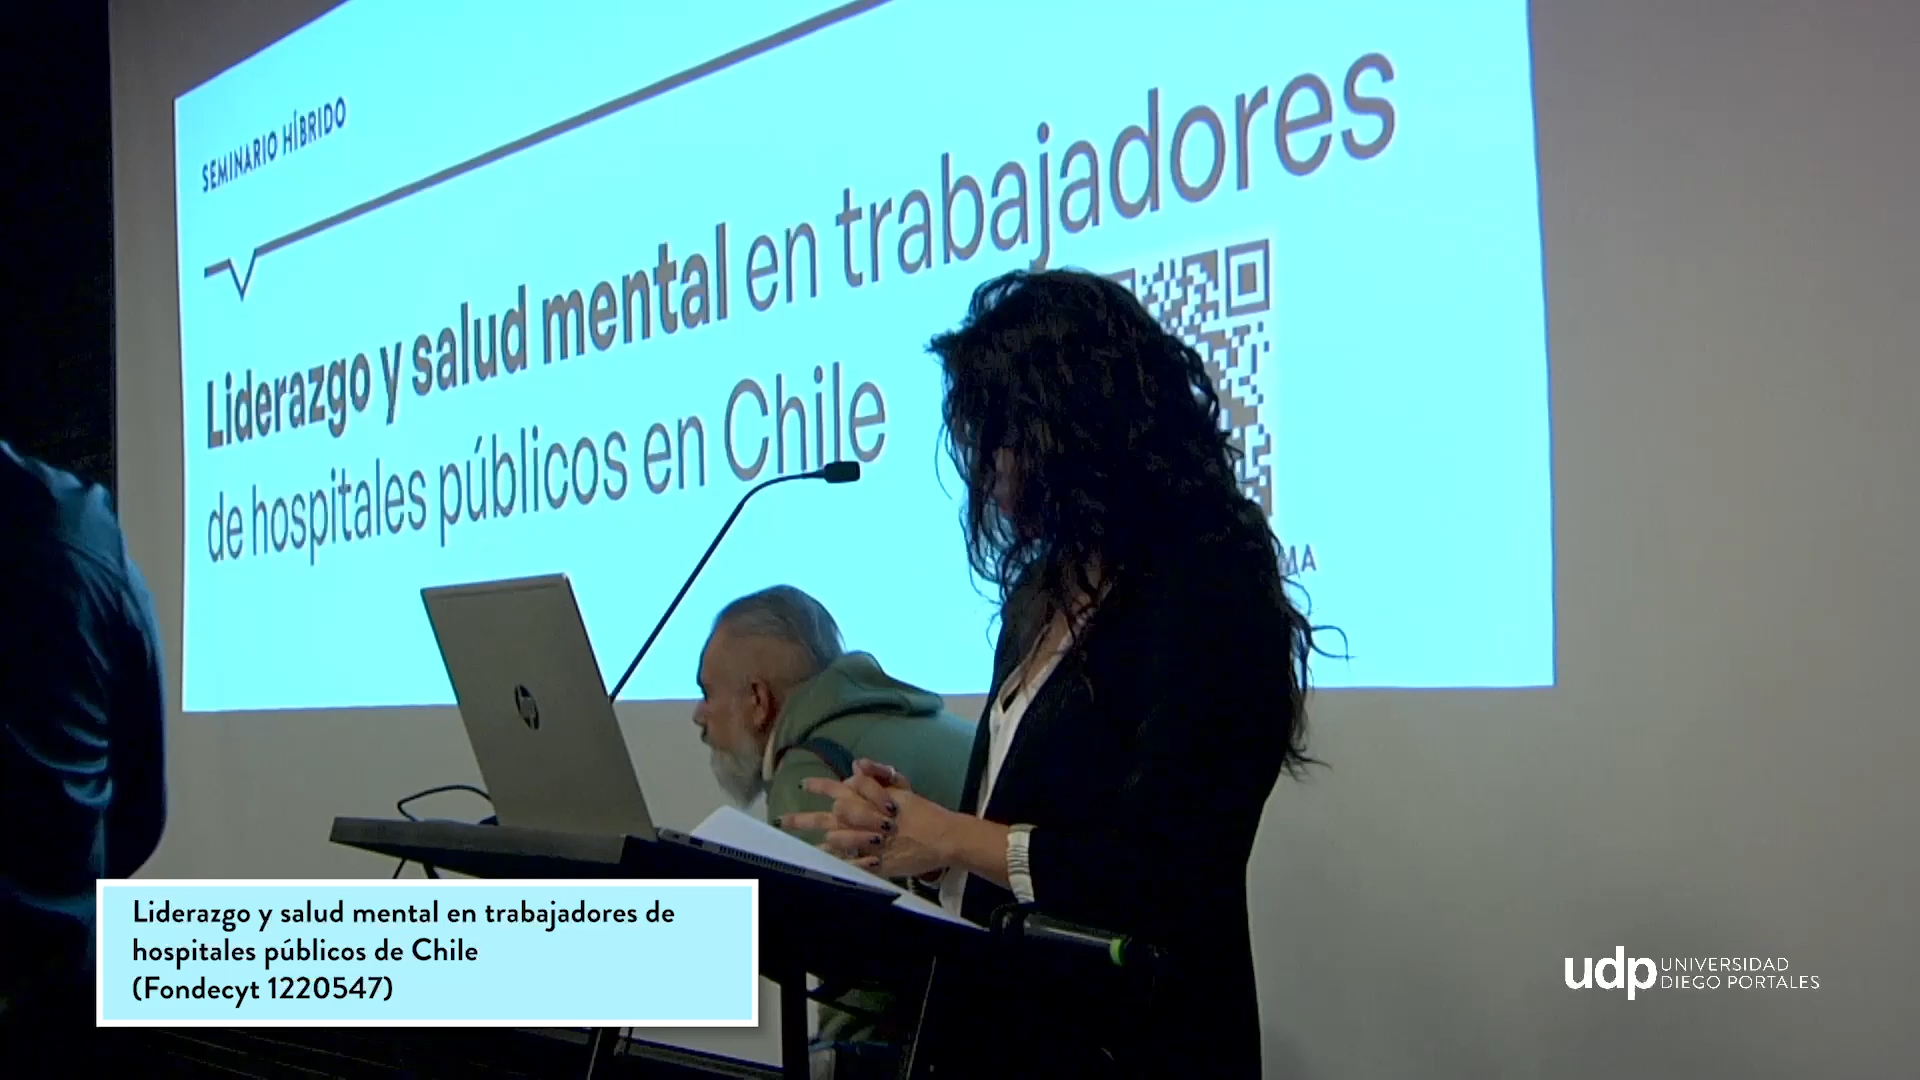 SEMINARIO HÍBRIDO
Liderazgo y salud mental en trabajadores
de hospitales públicos en Chile
Liderazgo y salud mental en trabajadores de
hospitales públicos de Chile
(Fondecyt 1220547)
udp UNIVERSIDAD
DIEGO PORTALES